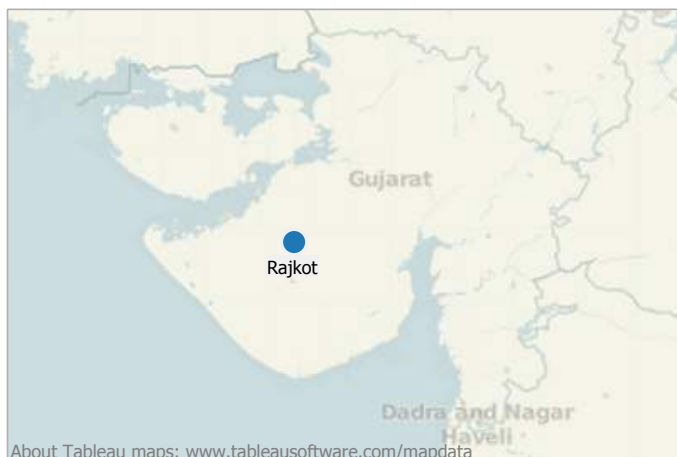 Gujarat
Rajkot
Dadra and Nagar
Haveli
About Tableau maps: www.tableausoftware.com/mapdata